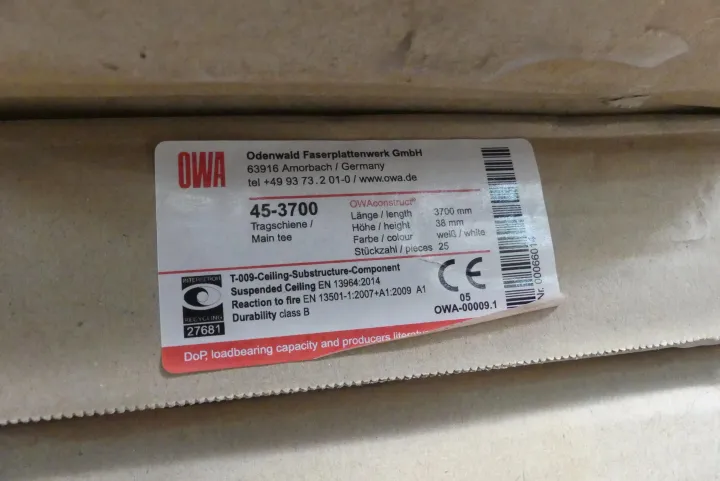 OWA
Odenwald Faserplattenwerk GmbH
63916 Amorbach / Germany
tel +49 93 73.2 01-0 / www.owa.de
45-3700
Tragschiene /
Main tee
OWAconstruct®
Länge / length 3700 mm
Höhe / height 38 mm
Farbe / colour weiß / white
Stückzahl / pieces 25
INTERSEROH
RECYCLING
27681
T-009-Ceiling-Substructure-Component
Suspended Ceiling EN 13964:2014
Reaction to fire EN 13501-1:2007+A1:2009 A1
Durability class B
CE
05
OWA-00009.1
DoP, loadbearing capacity and producers